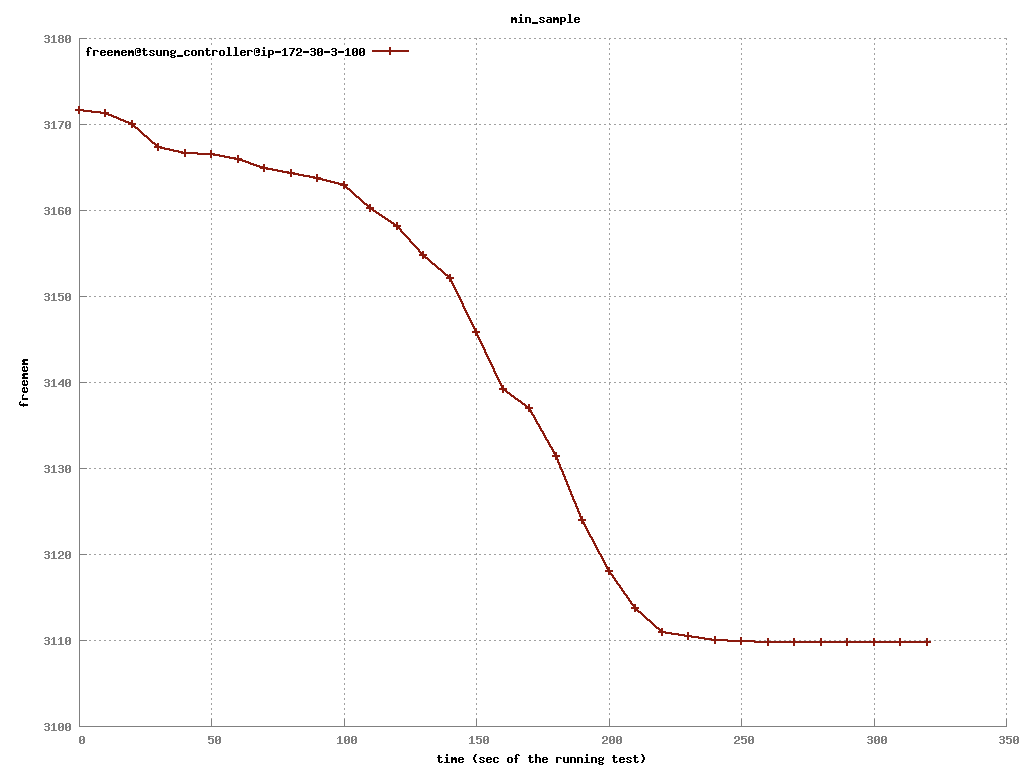 min_sample
freemem@tsung_controller@ip-172-30-3-100
3180
3170
3160
3150
3140
3130
3120
3110
3100
freemem
0 50 100 150 200 250 300 350
time (sec of the running test)